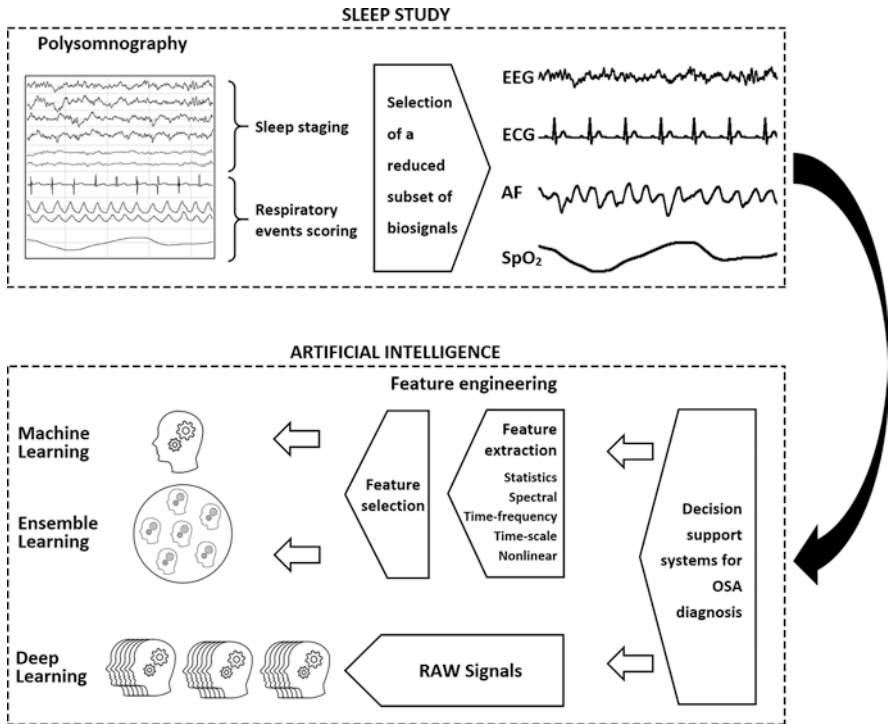 SLEEP STUDY
Polysomnography
Sleep staging
Respiratory
events scoring
Selection
of a
reduced
subset of
biosignals
EEG
ECG
AF
SpO₂
ARTIFICIAL INTELLIGENCE
Feature engineering
Machine
Learning
Ensemble
Learning
Feature
selection
Feature
extraction
Statistics
Spectral
Time-frequency
Time-scale
Nonlinear
Decision
support
systems for
OSA
diagnosis
Deep
Learning
RAW Signals